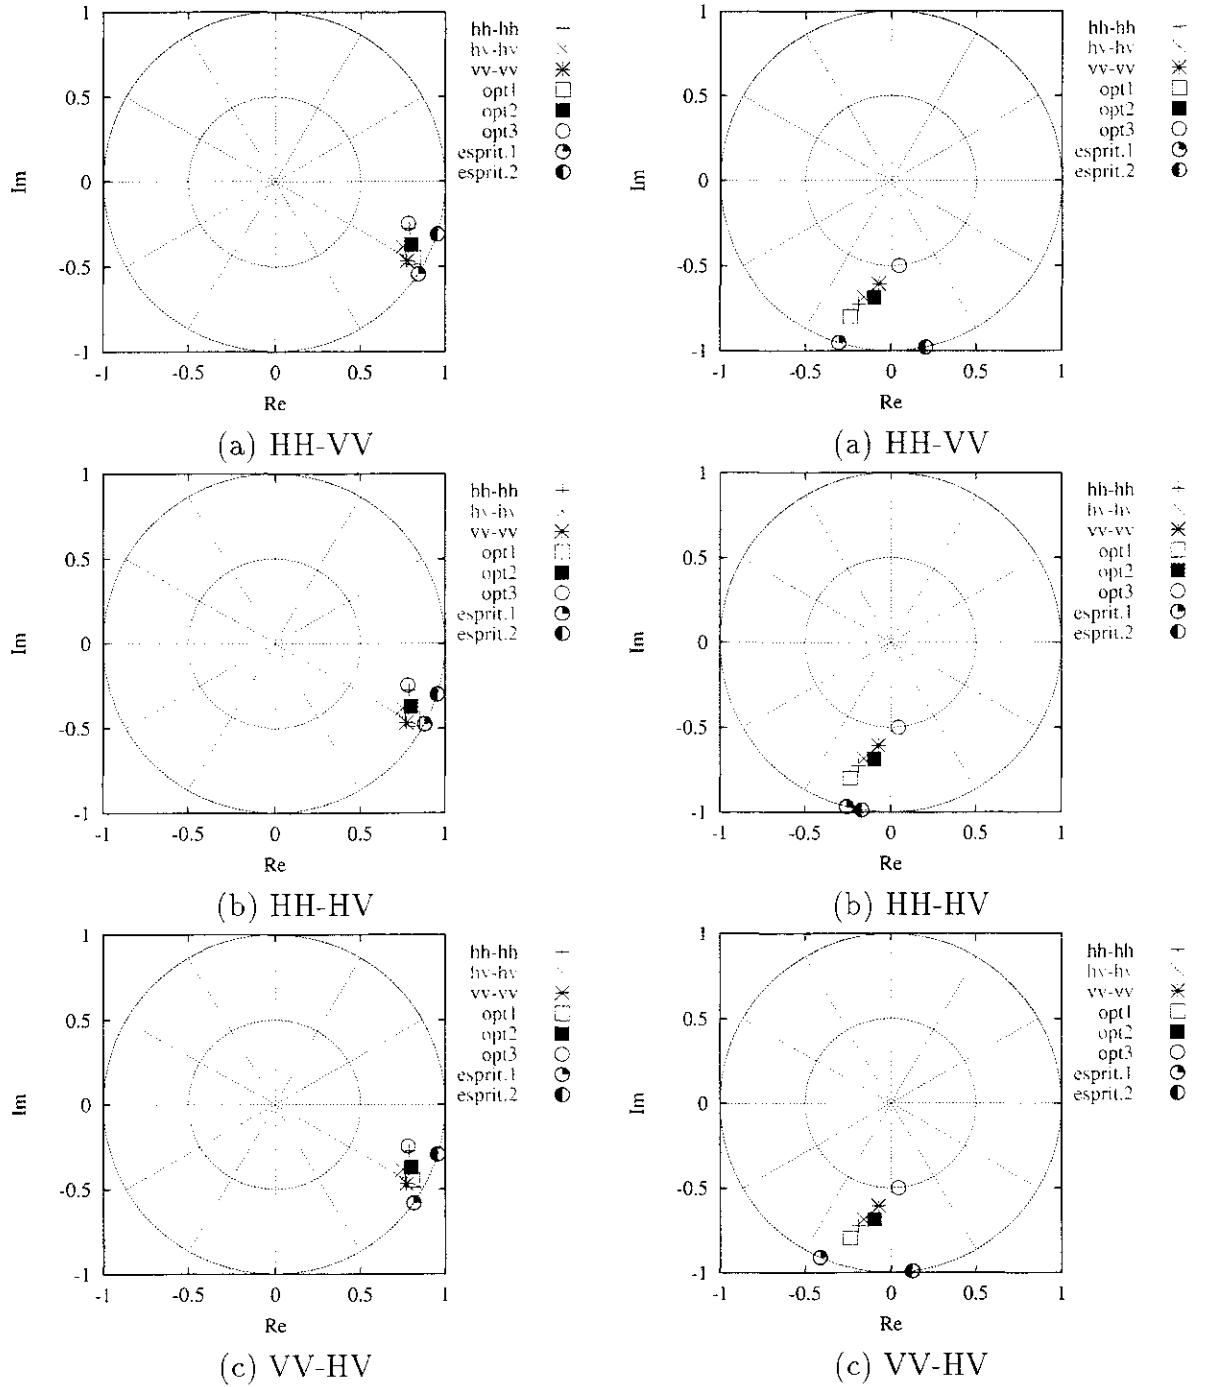 1
0.5
0
-0.5
-1
-1 -0.5 0 0.5 1
Im
Re
hh-hh
hv-hv
vv-vv
opt1
opt2
opt3
esprit.1
esprit.2
(a) HH-VV
1
0.5
0
-0.5
-1
-1 -0.5 0 0.5 1
Im
Re
hh-hh
hv-hv
vv-vv
opt1
opt2
opt3
esprit.1
esprit.2
(a) HH-VV
1
0.5
0
-0.5
-1
-1 -0.5 0 0.5 1
Im
Re
hh-hh
hv-hv
vv-vv
opt1
opt2
opt3
esprit.1
esprit.2
(b) HH-HV
1
0.5
0
-0.5
-1
-1 -0.5 0 0.5 1
Im
Re
hh-hh
hv-hv
vv-vv
opt1
opt2
opt3
esprit.1
esprit.2
(b) HH-HV
1
0.5
0
-0.5
-1
-1 -0.5 0 0.5 1
Im
Re
hh-hh
hv-hv
vv-vv
opt1
opt2
opt3
esprit.1
esprit.2
(c) VV-HV
1
0.5
0
-0.5
-1
-1 -0.5 0 0.5 1
Im
Re
hh-hh
hv-hv
vv-vv
opt1
opt2
opt3
esprit.1
esprit.2
(c) VV-HV